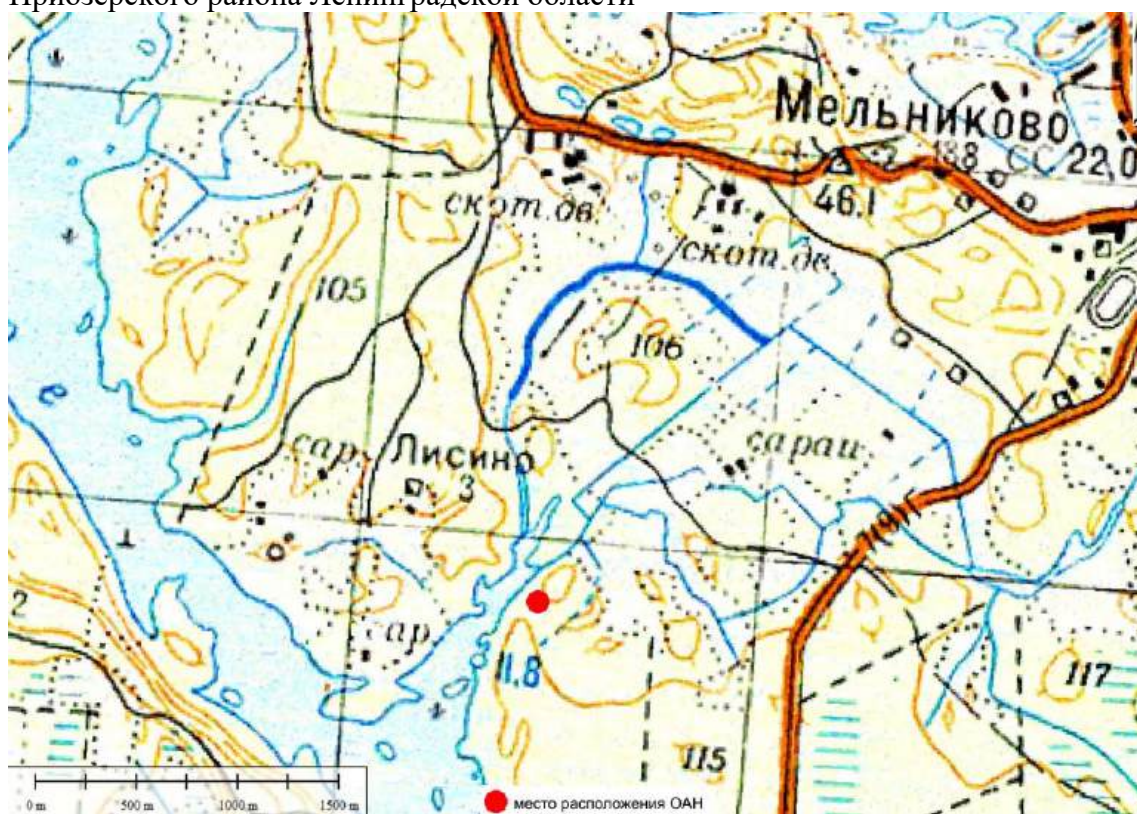 Приозерского района Ленинградской области
Мельниково
188 СС 22,0
скот. дв.
46.1
скот. дв.
105
106
сар.
Лисино
3
сараи
2
сар.
11.8
117
115
0 m 500 m 1000 m 1500 m
место расположения ОАН